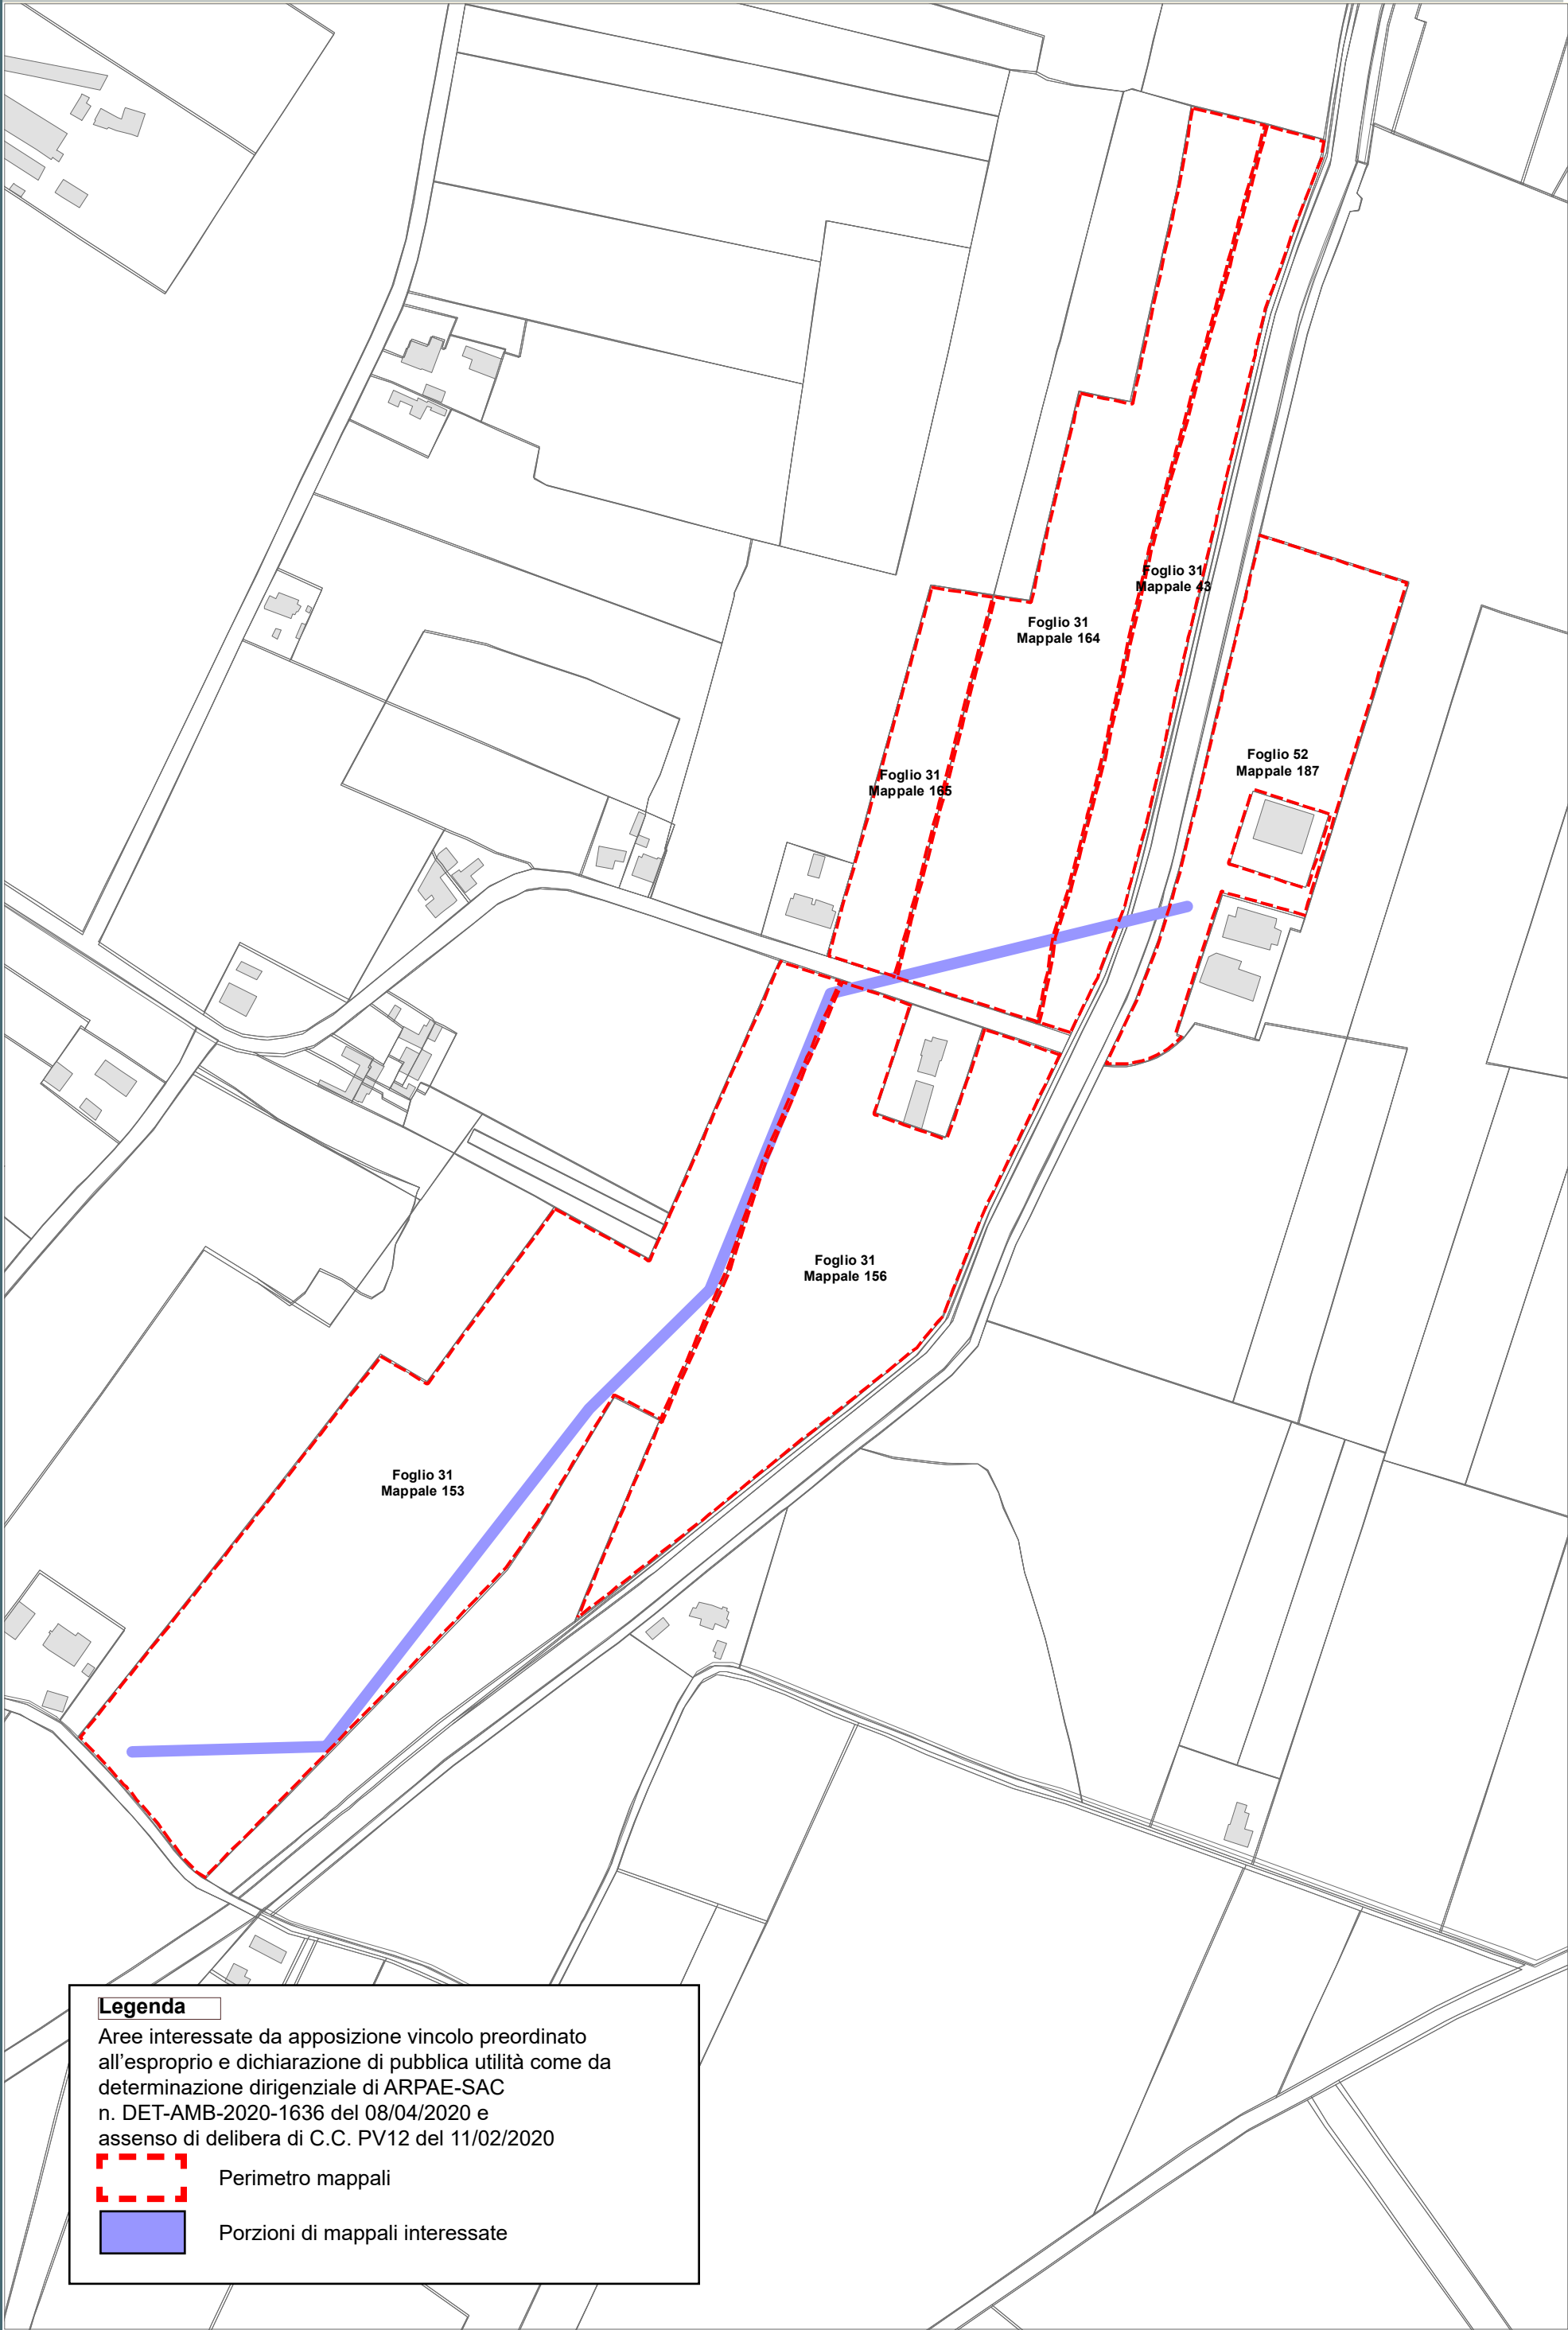 Foglio 31
Mappale 43
Foglio 31
Mappale 164
Foglio 52
Mappale 187
Foglio 31
Mappale 165
Foglio 31
Mappale 156
Foglio 31
Mappale 153
Legenda
Aree interessate da apposizione vincolo preordinato
all'esproprio e dichiarazione di pubblica utilità come da
determinazione dirigenziale di ARPAE-SAC
n. DET-AMB-2020-1636 del 08/04/2020 e
assenso di delibera di C.C. PV12 del 11/02/2020
Perimetro mappali
Porzioni di mappali interessate